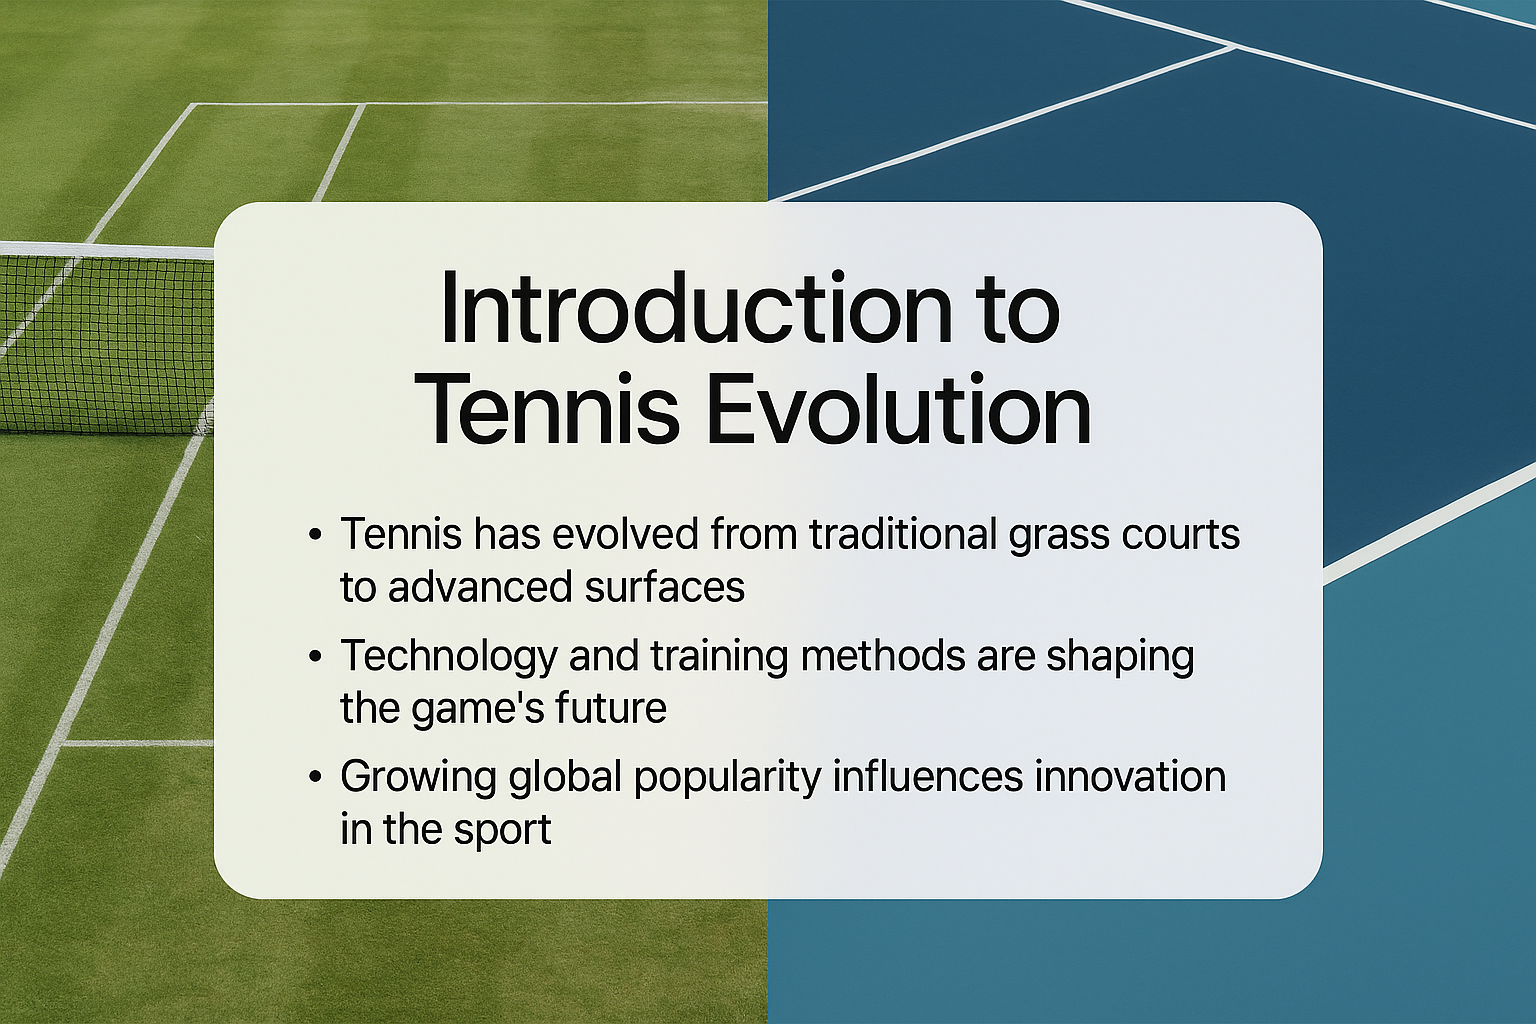 Introduction to
Tennis Evolution
• Tennis has evolved from traditional grass courts
to advanced surfaces
• Technology and training methods are shaping
the game's future
• Growing global popularity influences innovation
in the sport